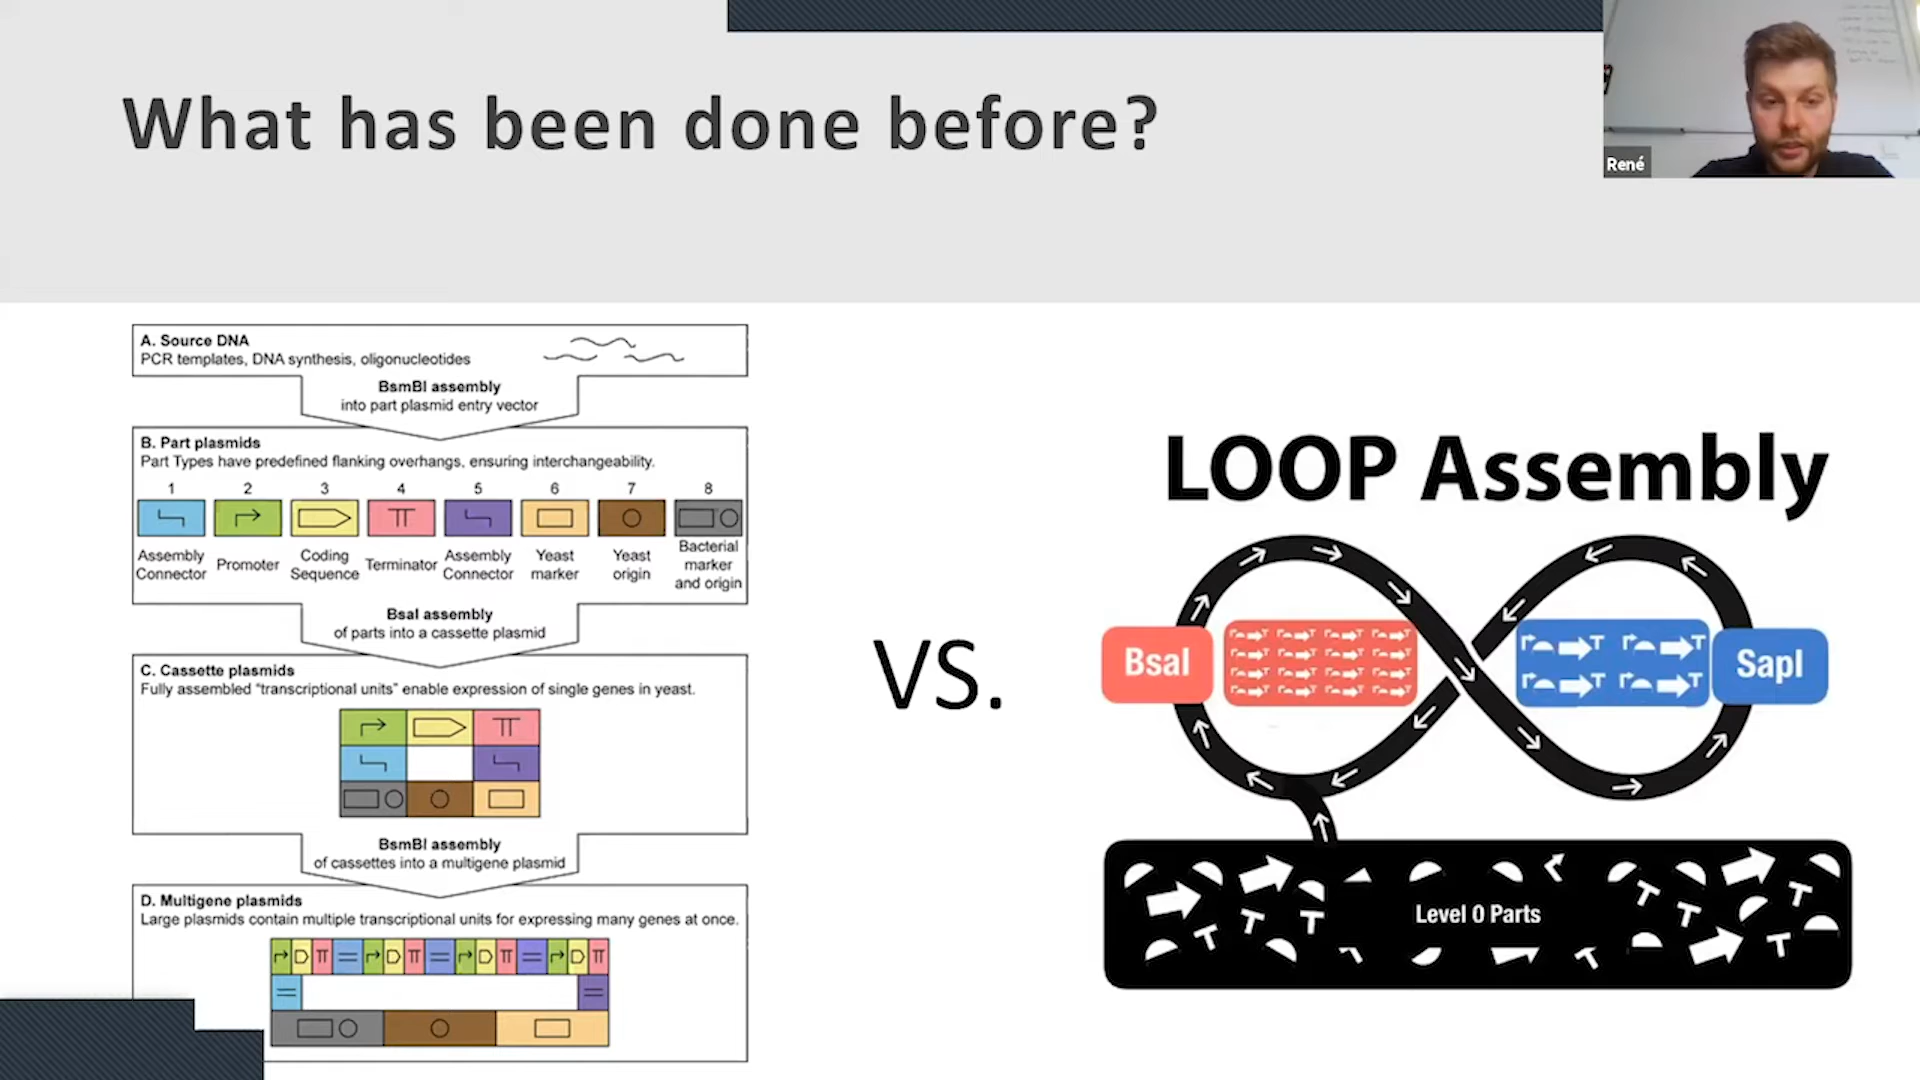 What has been done before?
René
A. Source DNA
PCR templates, DNA synthesis, oligonucleotides
BsmBI assembly
into part plasmid entry vector
B. Part plasmids
Part Types have predefined flanking overhangs, ensuring interchangeability.
1 2 3 4 5 6 7 8
Assembly Connector
Promoter
Coding Sequence
Terminator
Assembly Connector
Yeast marker
Yeast origin
Bacterial marker and origin
BsaI assembly
of parts into a cassette plasmid
C. Cassette plasmids
Fully assembled "transcriptional units" enable expression of single genes in yeast.
BsmBI assembly
of cassettes into a multigene plasmid
D. Multigene plasmids
Large plasmids contain multiple transcriptional units for expressing many genes at once.
VS.
LOOP Assembly
BsaI
SapI
Level 0 Parts